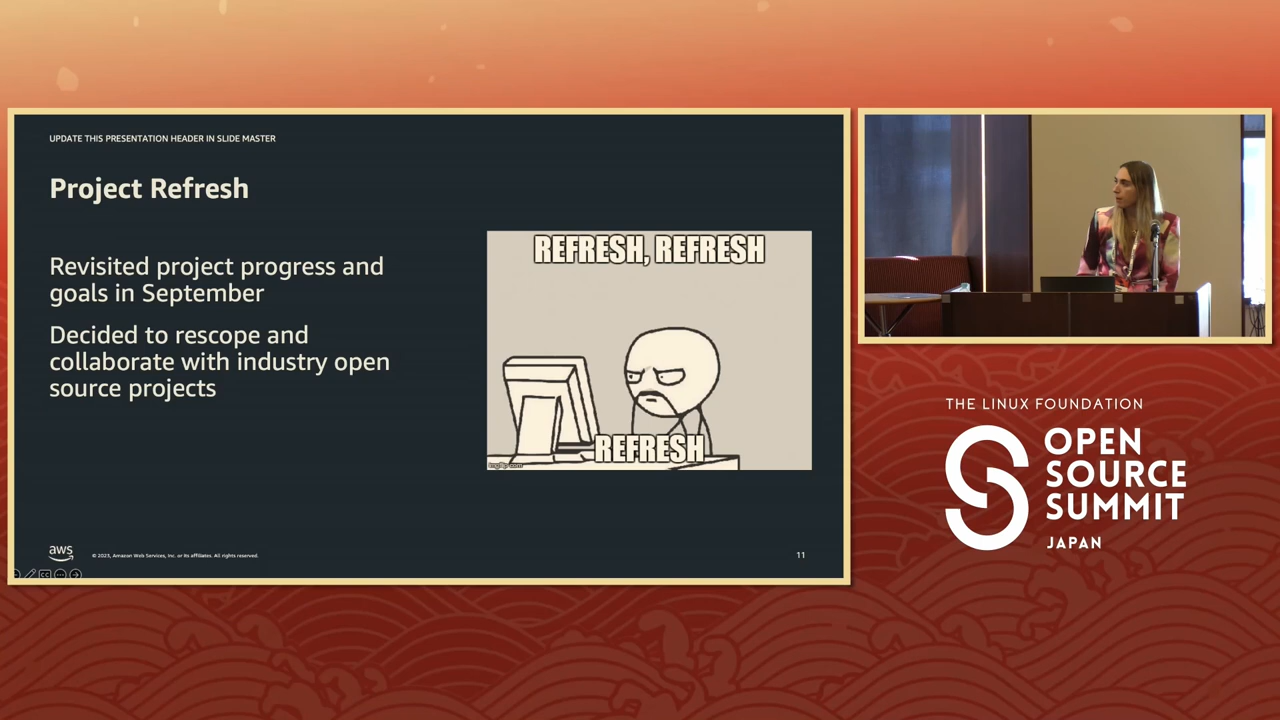 UPDATE THIS PRESENTATION HEADER IN SLIDE MASTER
Project Refresh
Revisited project progress and
goals in September
Decided to rescope and
collaborate with industry open
source projects
REFRESH, REFRESH
REFRESH
aws
© 2023, Amazon Web Services, Inc. or its affiliates. All rights reserved.
11
THE LINUX FOUNDATION
OPEN
SOURCE
SUMMIT
JAPAN